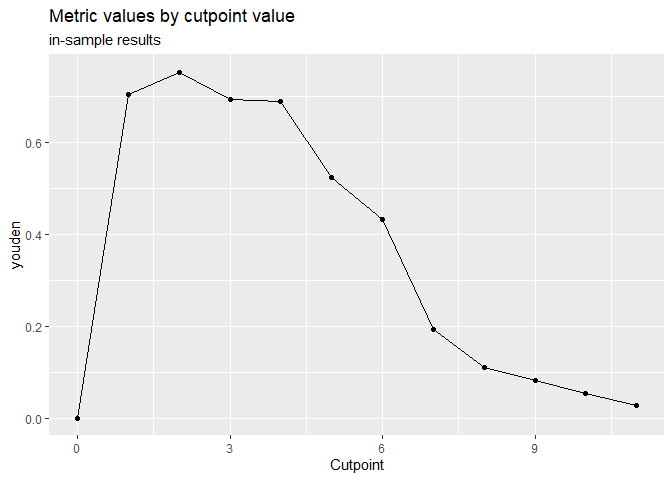 Metric values by cutpoint value
in-sample results
youden
0.6
0.4
0.2
0.0
0 3 6 9
Cutpoint